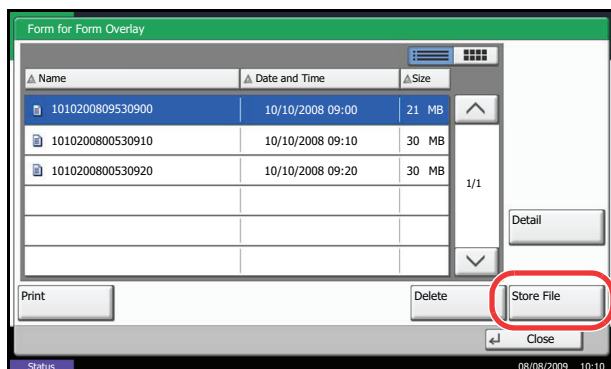 Form for Form Overlay
Name Date and Time Size
1010200809530900 10/10/2008 09:00 21 MB
1010200800530910 10/10/2008 09:10 30 MB
1010200800530920 10/10/2008 09:20 30 MB
1/1
Detail
Print Delete Store File
Close
Status 08/08/2009 10:10